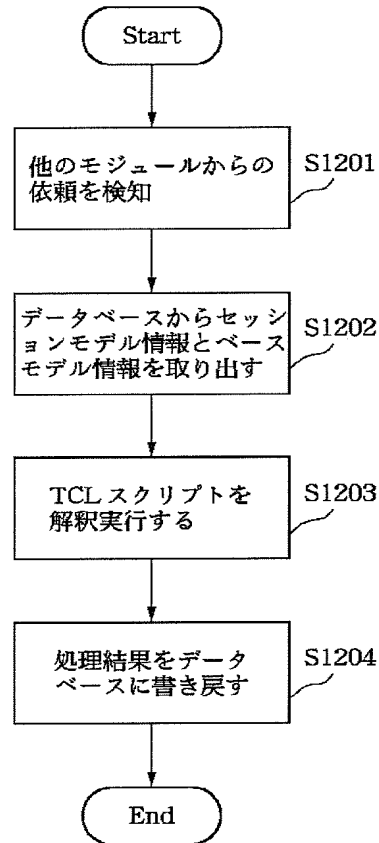 Start
他のモジュールからの
依頼を検知
S1201
データベースからセッシ
ョンモデル情報とベース
モデル情報を取り出す
S1202
TCLスクリプトを
解釈実行する
S1203
処理結果をデータ
ベースに書き戻す
S1204
End